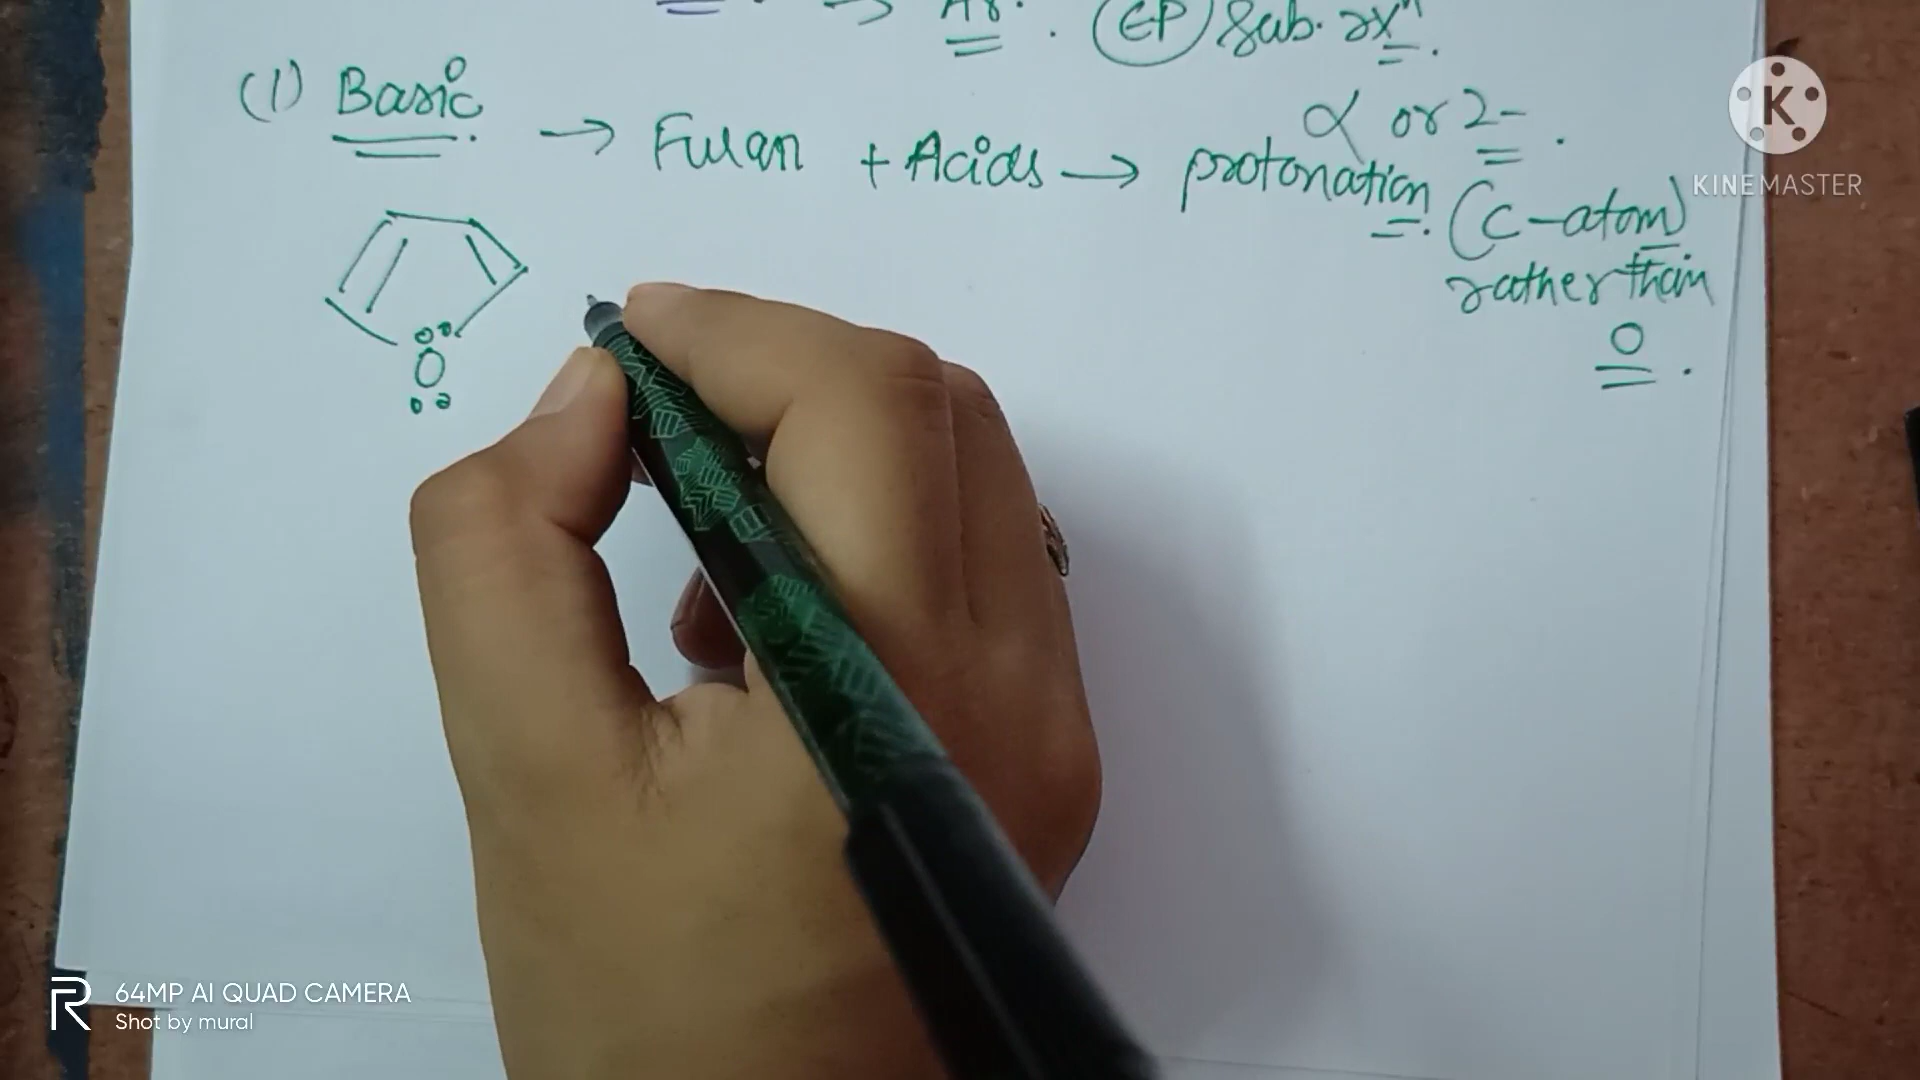 → Ar. (EP) Sub. rxⁿ.
(1) Basic → Furan + Acids → protonation.
α or 2-.
(C-atom)
rather than
O.
O
KINEMASTER
64MP AI QUAD CAMERA
Shot by mural